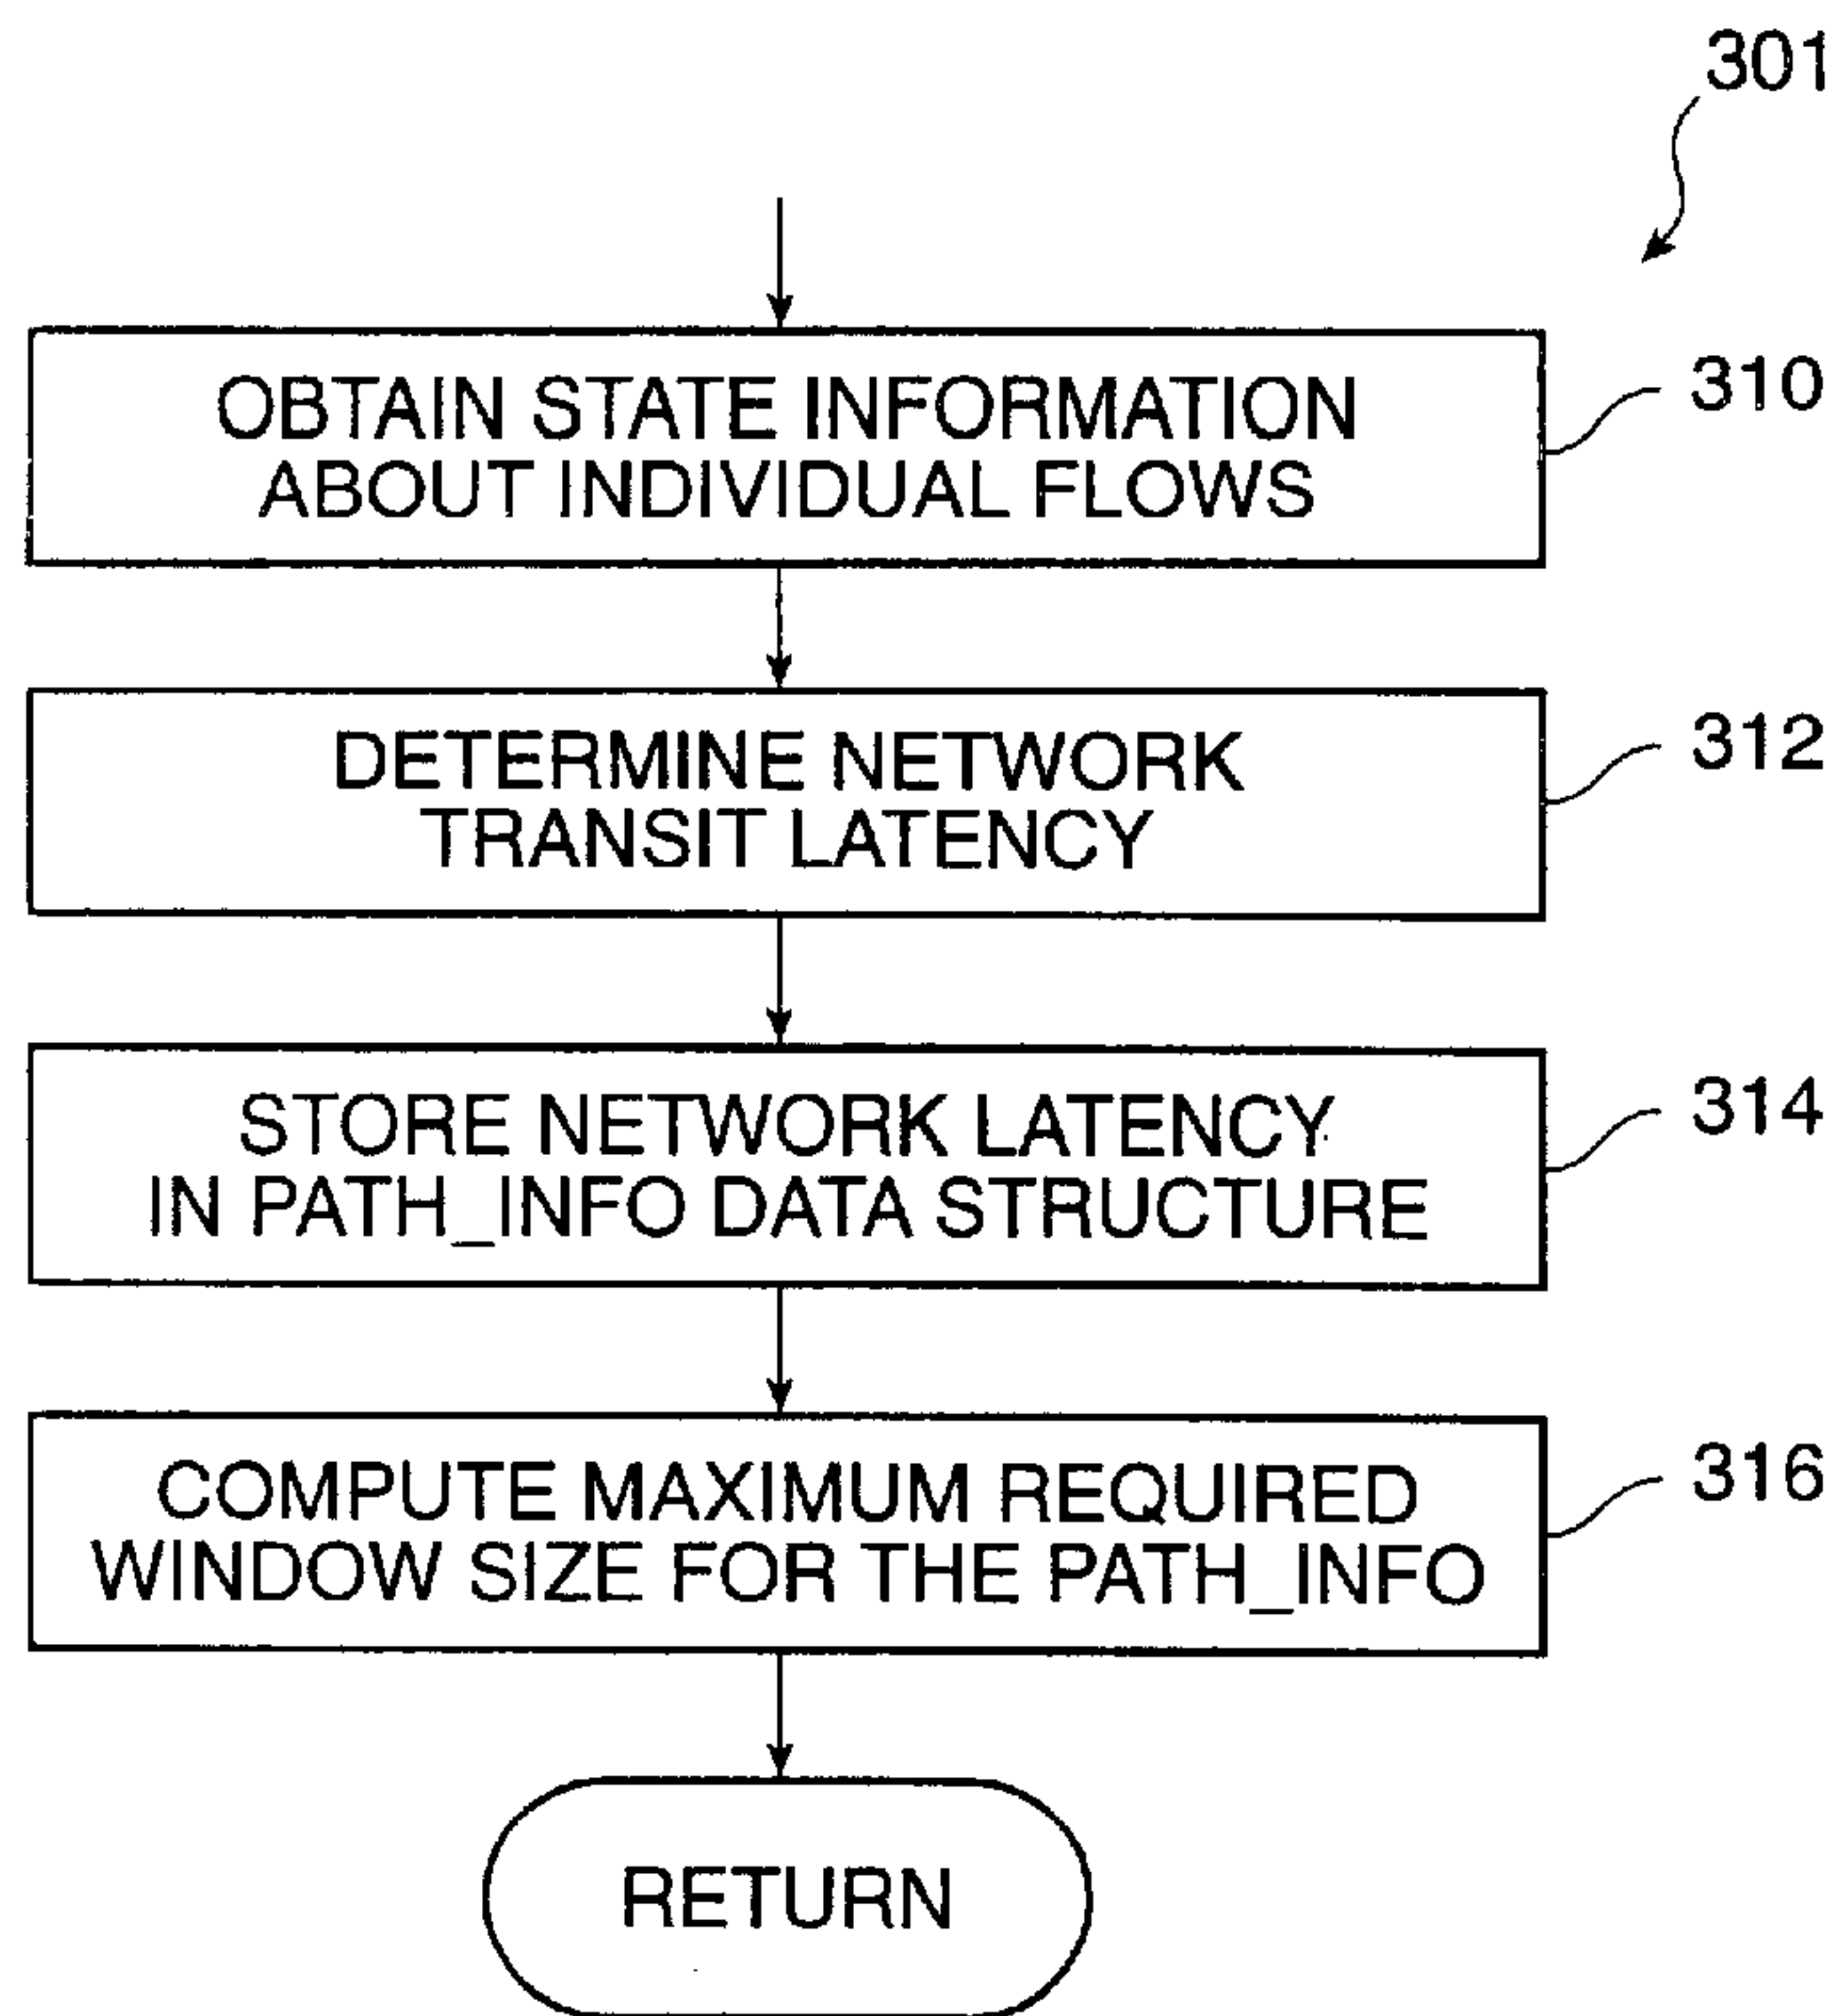 301
OBTAIN STATE INFORMATION
ABOUT INDIVIDUAL FLOWS
310
DETERMINE NETWORK
TRANSIT LATENCY
312
STORE NETWORK LATENCY
IN PATH_INFO DATA STRUCTURE
314
COMPUTE MAXIMUM REQUIRED
WINDOW SIZE FOR THE PATH_INFO
316
RETURN